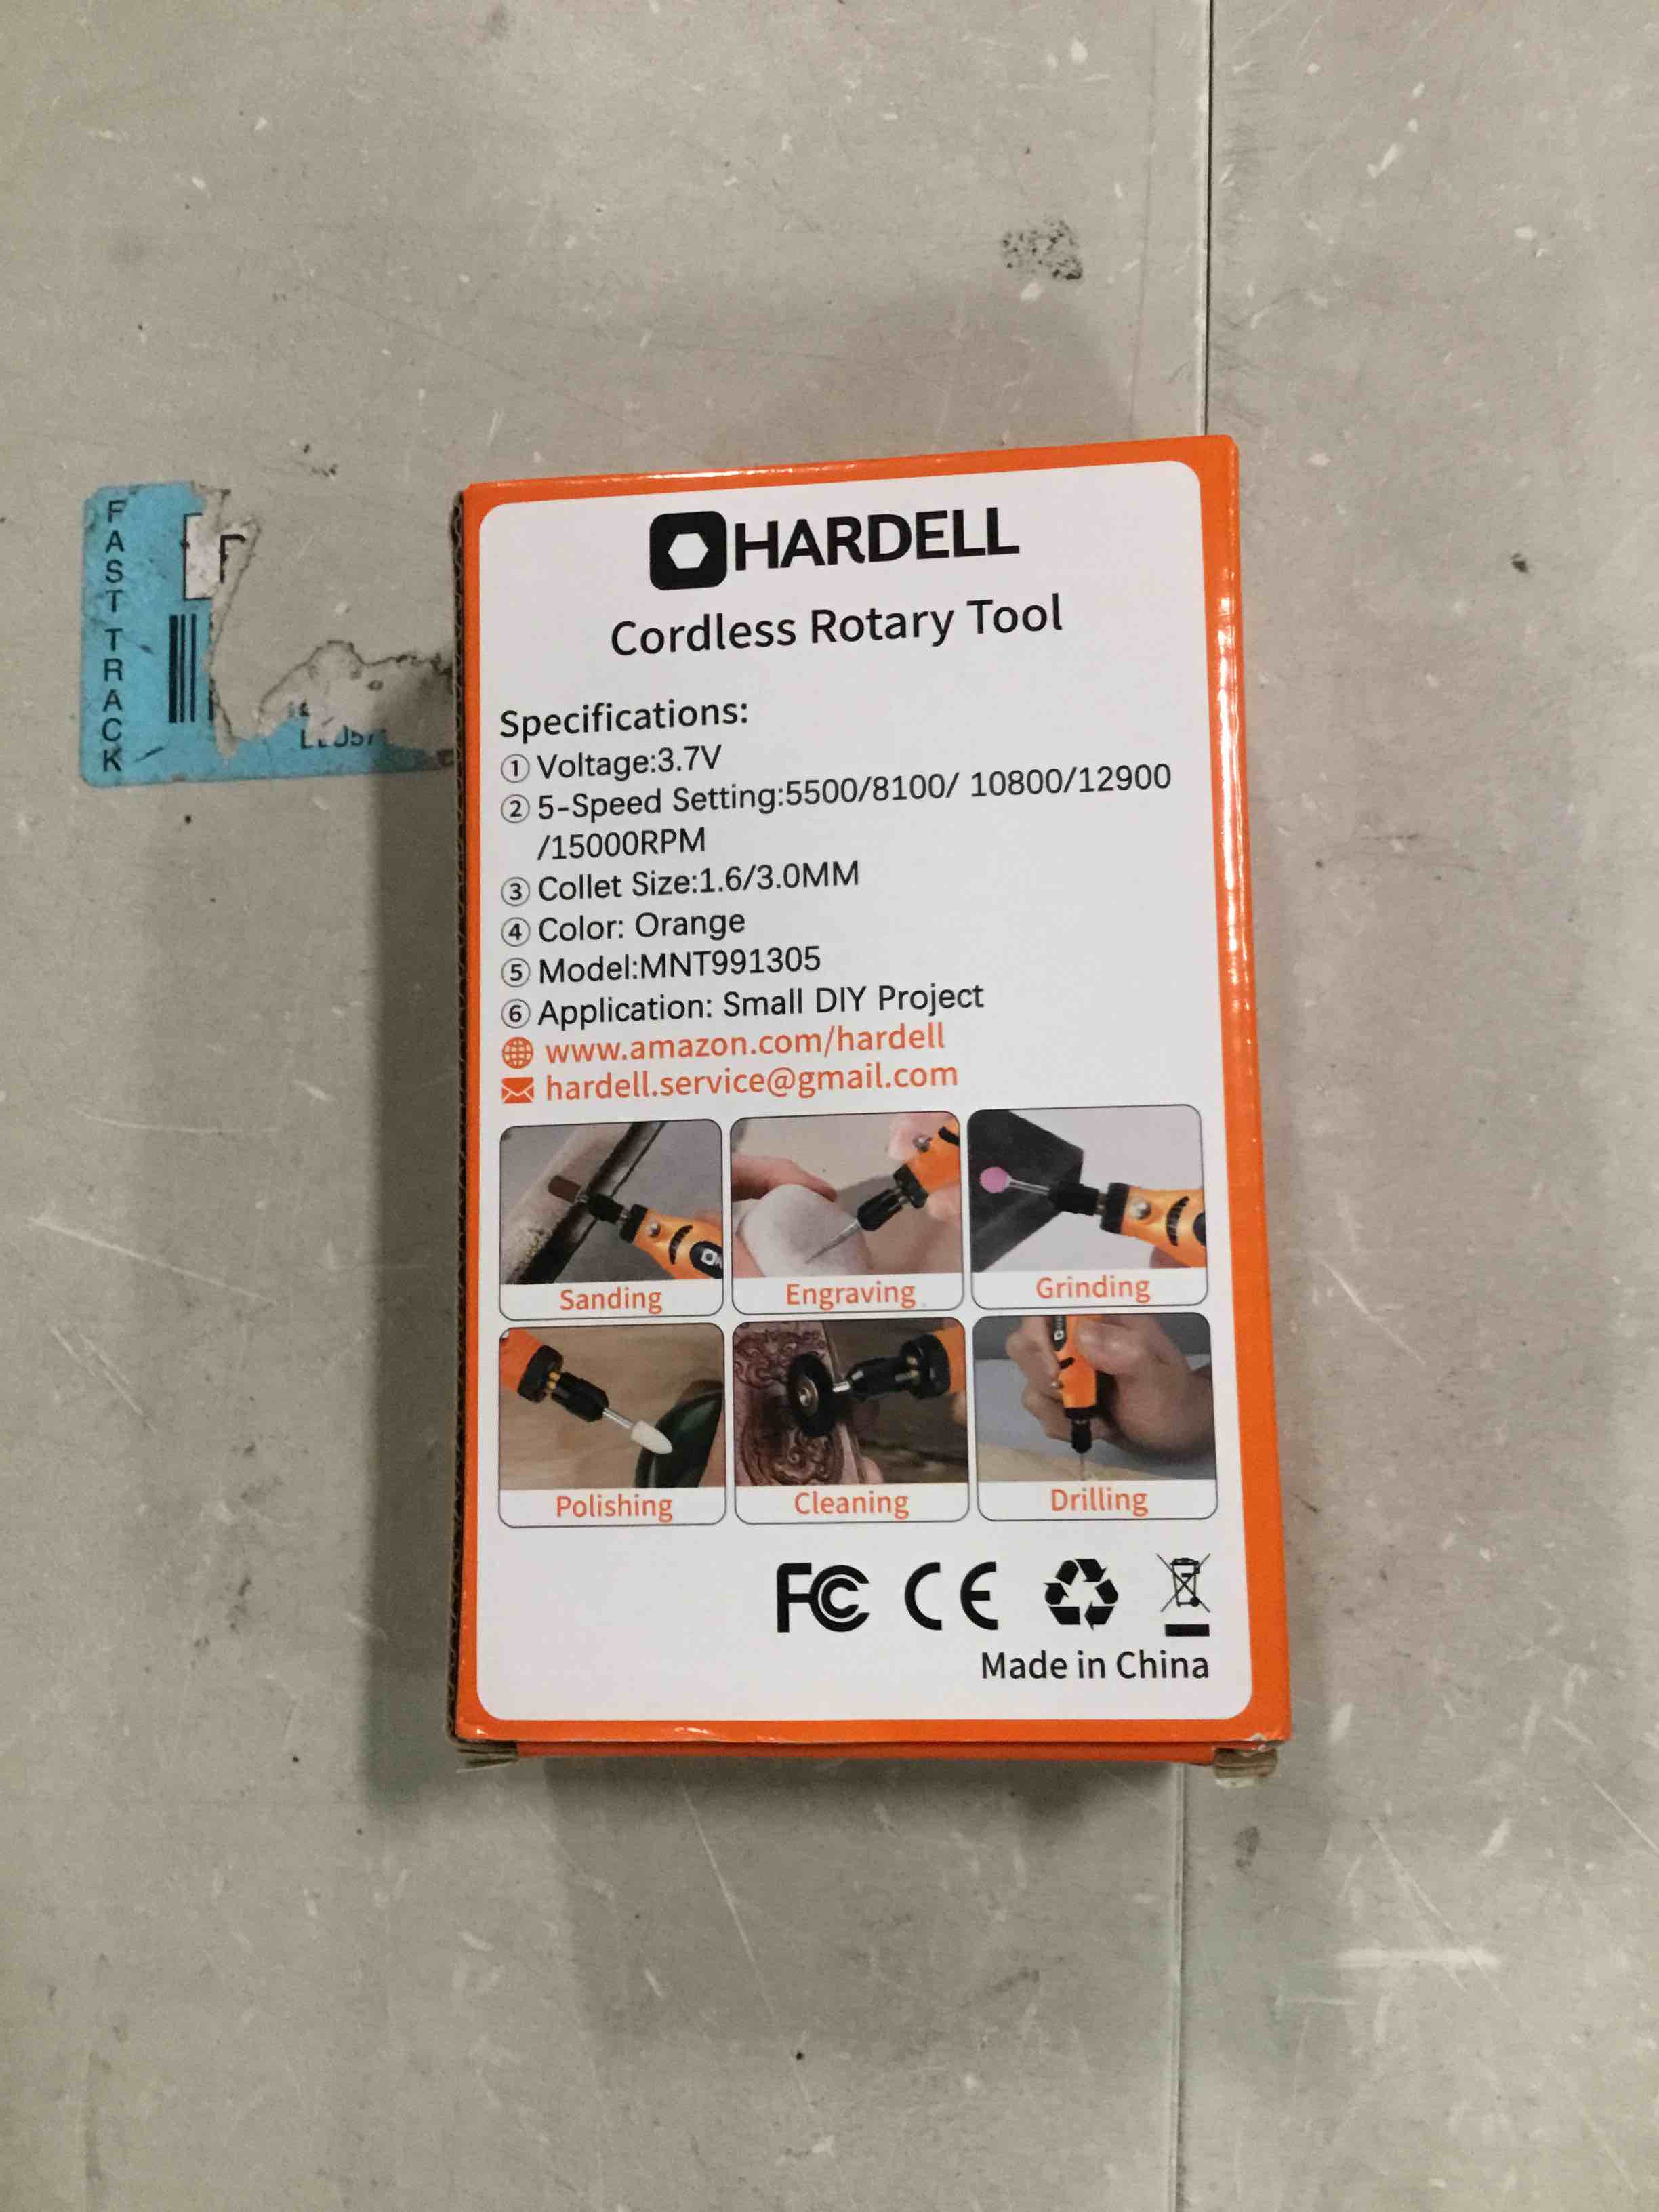 FAST TRACK
HARDELL
Cordless Rotary Tool
Specifications:
① Voltage:3.7V
② 5-Speed Setting:5500/8100/ 10800/12900
/15000RPM
③ Collet Size:1.6/3.0MM
④ Color: Orange
⑤ Model:MNT991305
⑥ Application: Small DIY Project
www.amazon.com/hardell
hardell.service@gmail.com
Sanding
Engraving
Grinding
Polishing
Cleaning
Drilling
FC CE
Made in China